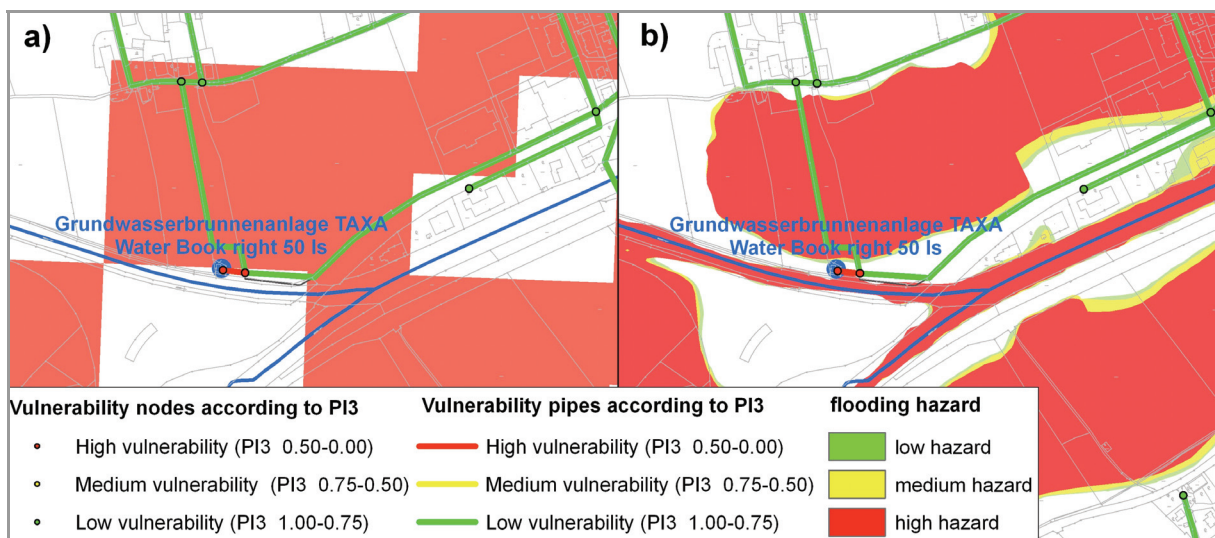 a)
Grundwasserbrunnenanlage TAXA
Water Book right 50 ls
b)
Grundwasserbrunnenanlage TAXA
Water Book right 50 ls
Vulnerability nodes according to PI3
High vulnerability (PI3 0.50-0.00)
Medium vulnerability (PI3 0.75-0.50)
Low vulnerability (PI3 1.00-0.75)
Vulnerability pipes according to PI3
High vulnerability (PI3 0.50-0.00)
Medium vulnerability (PI3 0.75-0.50)
Low vulnerability (PI3 1.00-0.75)
flooding hazard
low hazard
medium hazard
high hazard